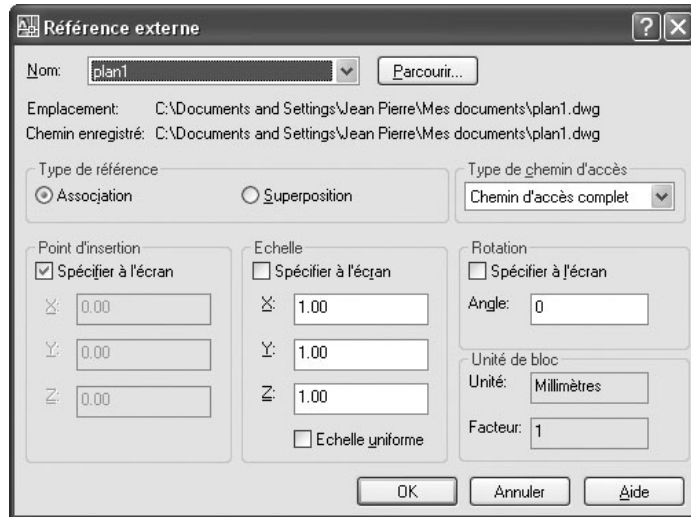 Référence externe
Nom: plan1 Parcourir...
Emplacement: C:\Documents and Settings\Jean Pierre\Mes documents\plan1.dwg
Chemin enregistré: C:\Documents and Settings\Jean Pierre\Mes documents\plan1.dwg
Type de référence
Association Superposition
Type de chemin d'accès
Chemin d'accès complet
Point d'insertion
Spécifier à l'écran
X: 0.00
Y: 0.00
Z: 0.00
Echelle
Spécifier à l'écran
X: 1.00
Y: 1.00
Z: 1.00
Echelle uniforme
Rotation
Spécifier à l'écran
Angle: 0
Unité de bloc
Unité: Millimètres
Facteur: 1
OK Annuler Aide